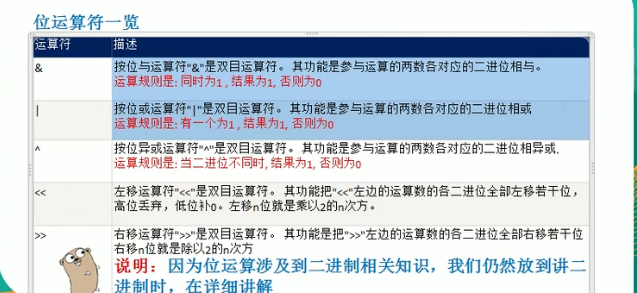 位运算符一览
运算符 描述
& 按位与运算符"&"是双目运算符。 其功能是参与运算的两数各对应的二进位相与。
运算规则是: 同时为1 , 结果为1, 否则为0
| 按位或运算符"|"是双目运算符。 其功能是参与运算的两数各对应的二进位相或
运算规则是: 有一个为1 , 结果为1, 否则为0
^ 按位异或运算符"^"是双目运算符。 其功能是参与运算的两数各对应的二进位相异或.
运算规则是: 当二进位不同时, 结果为1, 否则为0
<< 左移运算符"<<"是双目运算符。 其功能把"<<"左边的运算数的各二进位全部左移若干位，
高位丢弃，低位补0。左移n位就是乘以2的n次方。
>> 右移运算符">>"是双目运算符。 其功能是把">>"左边的运算数的各二进位全部右移若干位
右移n位就是除以2的n次方
说明：因为位运算涉及到二进制相关知识，我们仍然放到讲二
进制时，在详细讲解